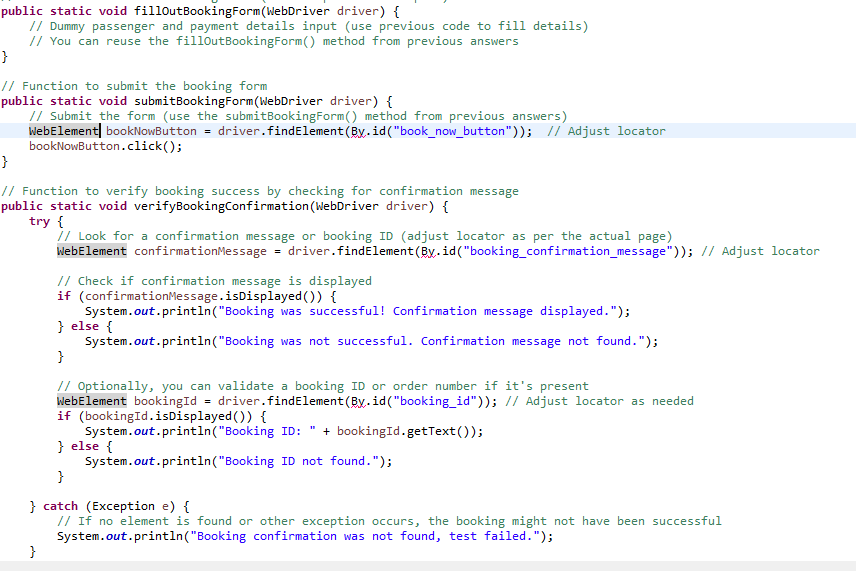 public static void fillOutBookingForm(WebDriver driver) {
    // Dummy passenger and payment details input (use previous code to fill details)
    // You can reuse the fillOutBookingForm() method from previous answers
}

// Function to submit the booking form
public static void submitBookingForm(WebDriver driver) {
    // Submit the form (use the submitBookingForm() method from previous answers)
    WebElement bookNowButton = driver.findElement(By.id("book_now_button"));  // Adjust locator
    bookNowButton.click();
}

// Function to verify booking success by checking for confirmation message
public static void verifyBookingConfirmation(WebDriver driver) {
    try {
        // Look for a confirmation message or booking ID (adjust locator as per the actual page)
        WebElement confirmationMessage = driver.findElement(By.id("booking_confirmation_message")); // Adjust locator

        // Check if confirmation message is displayed
        if (confirmationMessage.isDisplayed()) {
            System.out.println("Booking was successful! Confirmation message displayed.");
        } else {
            System.out.println("Booking was not successful. Confirmation message not found.");
        }

        // Optionally, you can validate a booking ID or order number if it's present
        WebElement bookingId = driver.findElement(By.id("booking_id")); // Adjust locator as needed
        if (bookingId.isDisplayed()) {
            System.out.println("Booking ID: " + bookingId.getText());
        } else {
            System.out.println("Booking ID not found.");
        }

    } catch (Exception e) {
        // If no element is found or other exception occurs, the booking might not have been successful
        System.out.println("Booking confirmation was not found, test failed.");
    }